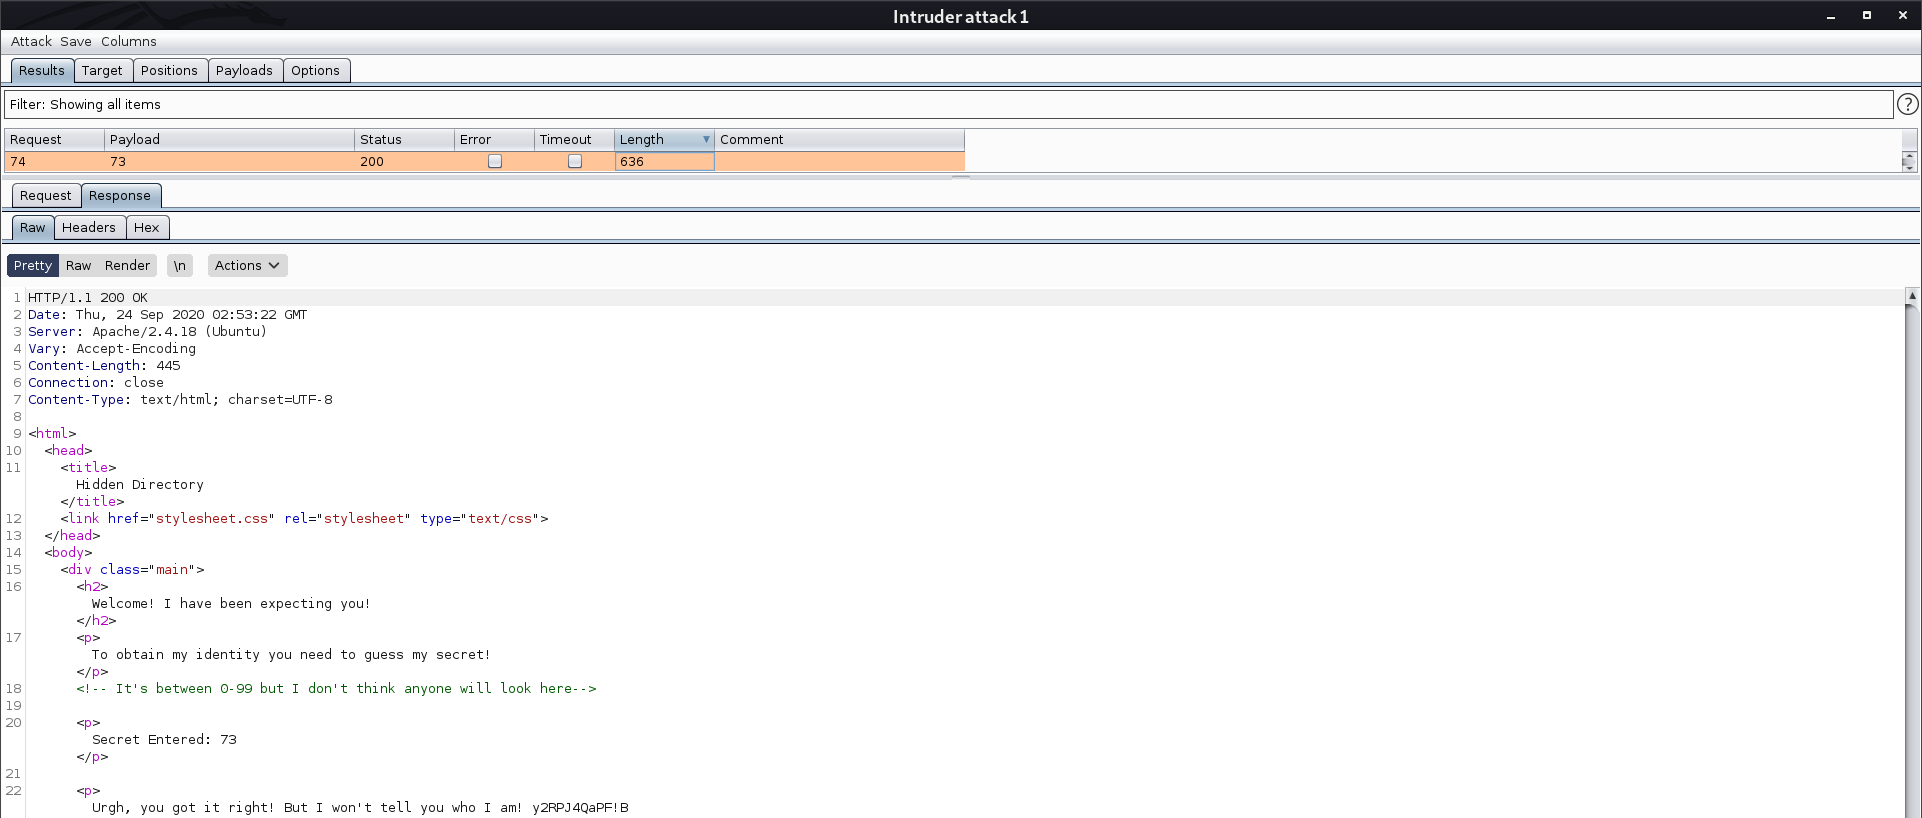 Intruder attack 1
Attack Save Columns
Results Target Positions Payloads Options
Filter: Showing all items
?
Request Payload Status Error Timeout Length Comment
74 73 200 636
Request Response
Raw Headers Hex
Pretty Raw Render \n Actions
1 HTTP/1.1 200 OK
2 Date: Thu, 24 Sep 2020 02:53:22 GMT
3 Server: Apache/2.4.18 (Ubuntu)
4 Vary: Accept-Encoding
5 Content-Length: 445
6 Connection: close
7 Content-Type: text/html; charset=UTF-8
8
9 <html>
10 <head>
11 <title>
Hidden Directory
</title>
12 <link href="stylesheet.css" rel="stylesheet" type="text/css">
13 </head>
14 <body>
15 <div class="main">
16 <h2>
Welcome! I have been expecting you!
</h2>
17 <p>
To obtain my identity you need to guess my secret!
</p>
18 <!-- It's between 0-99 but I don't think anyone will look here-->
19
20 <p>
Secret Entered: 73
</p>
21
22 <p>
Urgh, you got it right! But I won't tell you who I am! y2RPJ4QaPF!B